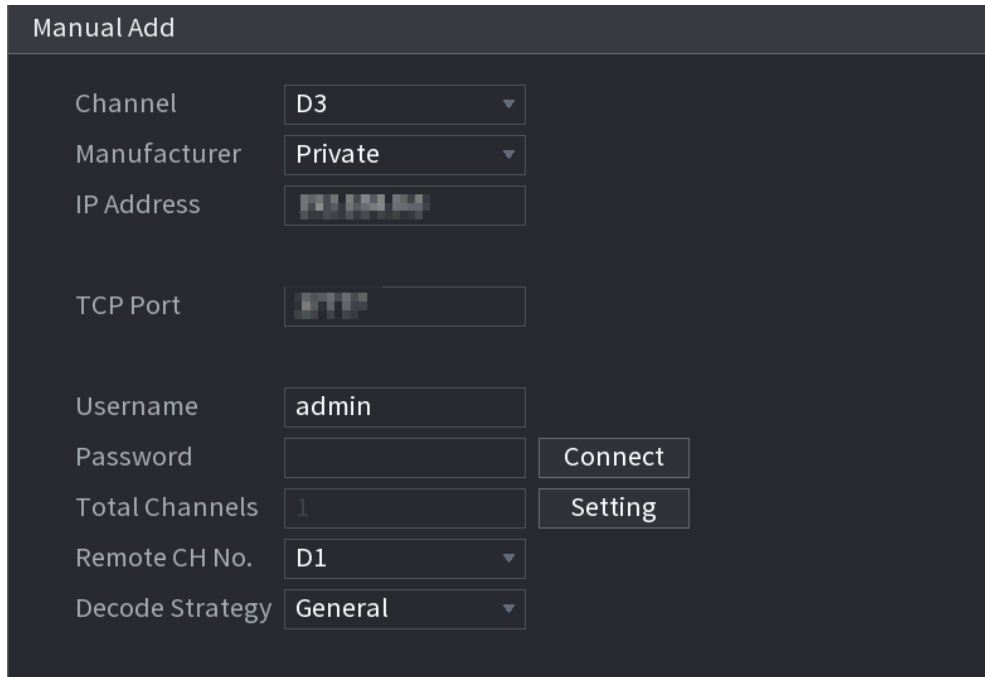 Manual Add
Channel D3
Manufacturer Private
IP Address
TCP Port
Username admin
Password Connect
Total Channels 1 Setting
Remote CH No. D1
Decode Strategy General